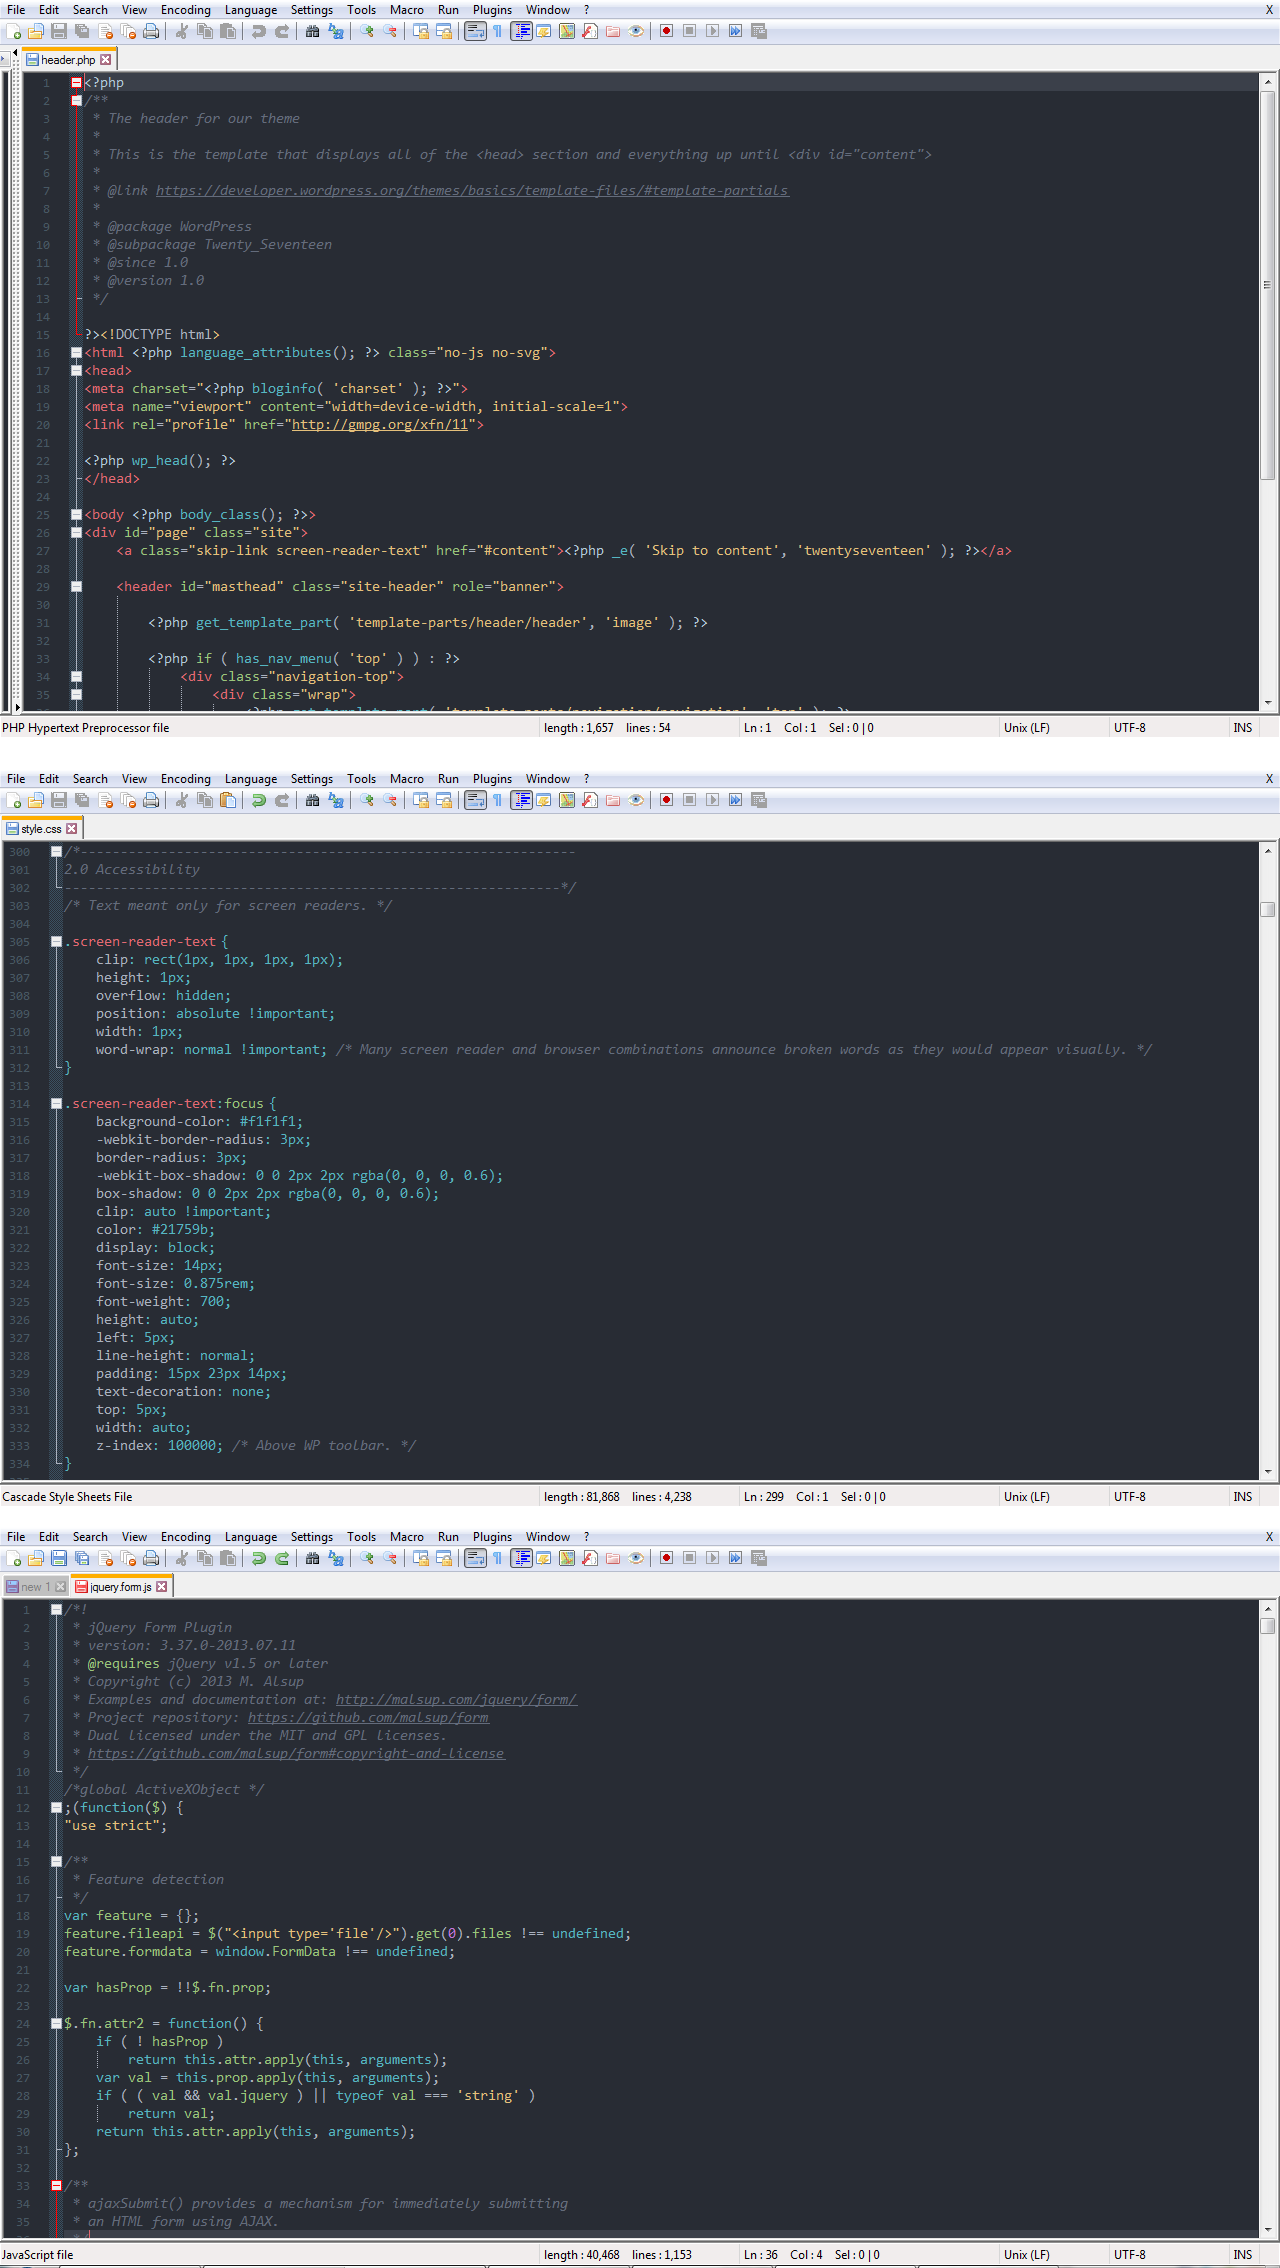 File Edit Search View Encoding Language Settings Tools Macro Run Plugins Window ? X
header.php
1 <?php
2 /**
3 * The header for our theme
4 *
5 * This is the template that displays all of the <head> section and everything up until <div id="content">
6 *
7 * @link https://developer.wordpress.org/themes/basics/template-files/#template-partials
8 *
9 * @package WordPress
10 * @subpackage Twenty_Seventeen
11 * @since 1.0
12 * @version 1.0
13 */
14
15 ?><!DOCTYPE html>
16 <html <?php language_attributes(); ?> class="no-js no-svg">
17 <head>
18 <meta charset="<?php bloginfo( 'charset' ); ?>">
19 <meta name="viewport" content="width=device-width, initial-scale=1">
20 <link rel="profile" href="http://gmpg.org/xfn/11">
21
22 <?php wp_head(); ?>
23 </head>
24
25 <body <?php body_class(); ?>>
26 <div id="page" class="site">
27 <a class="skip-link screen-reader-text" href="#content"><?php _e( 'Skip to content', 'twentyseventeen' ); ?></a>
28
29 <header id="masthead" class="site-header" role="banner">
30
31 <?php get_template_part( 'template-parts/header/header', 'image' ); ?>
32
33 <?php if ( has_nav_menu( 'top' ) ) : ?>
34 <div class="navigation-top">
35 <div class="wrap">
<?php get_template_part( 'template-parts/navigation/navigation', 'top' ); ?>
PHP Hypertext Preprocessor file length : 1,657 lines : 54 Ln : 1 Col : 1 Sel : 0 | 0 Unix (LF) UTF-8 INS
File Edit Search View Encoding Language Settings Tools Macro Run Plugins Window ? X
style.css
300 /*--------------------------------------------------------------
301 2.0 Accessibility
302 --------------------------------------------------------------*/
303 /* Text meant only for screen readers. */
304
305 .screen-reader-text {
306 clip: rect(1px, 1px, 1px, 1px);
307 height: 1px;
308 overflow: hidden;
309 position: absolute !important;
310 width: 1px;
311 word-wrap: normal !important; /* Many screen reader and browser combinations announce broken words as they would appear visually. */
312 }
313
314 .screen-reader-text:focus {
315 background-color: #f1f1f1;
316 -webkit-border-radius: 3px;
317 border-radius: 3px;
318 -webkit-box-shadow: 0 0 2px 2px rgba(0, 0, 0, 0.6);
319 box-shadow: 0 0 2px 2px rgba(0, 0, 0, 0.6);
320 clip: auto !important;
321 color: #21759b;
322 display: block;
323 font-size: 14px;
324 font-size: 0.875rem;
325 font-weight: 700;
326 height: auto;
327 left: 5px;
328 line-height: normal;
329 padding: 15px 23px 14px;
330 text-decoration: none;
331 top: 5px;
332 width: auto;
333 z-index: 100000; /* Above WP toolbar. */
334 }
Cascade Style Sheets File length : 81,868 lines : 4,238 Ln : 299 Col : 1 Sel : 0 | 0 Unix (LF) UTF-8 INS
File Edit Search View Encoding Language Settings Tools Macro Run Plugins Window ? X
new 1 jquery.form.js
1 /*!
2 * jQuery Form Plugin
3 * version: 3.37.0-2013.07.11
4 * @requires jQuery v1.5 or later
5 * Copyright (c) 2013 M. Alsup
6 * Examples and documentation at: http://malsup.com/jquery/form/
7 * Project repository: https://github.com/malsup/form
8 * Dual licensed under the MIT and GPL licenses.
9 * https://github.com/malsup/form#copyright-and-license
10 */
11 /*global ActiveXObject */
12 ;(function($) {
13 "use strict";
14
15 /**
16 * Feature detection
17 */
18 var feature = {};
19 feature.fileapi = $("<input type='file'/>").get(0).files !== undefined;
20 feature.formdata = window.FormData !== undefined;
21
22 var hasProp = !!$.fn.prop;
23
24 $.fn.attr2 = function() {
25 if ( ! hasProp )
26 return this.attr.apply(this, arguments);
27 var val = this.prop.apply(this, arguments);
28 if ( ( val && val.jquery ) || typeof val === 'string' )
29 return val;
30 return this.attr.apply(this, arguments);
31 };
32
33 /**
34 * ajaxSubmit() provides a mechanism for immediately submitting
35 * an HTML form using AJAX.
36 */
JavaScript file length : 40,468 lines : 1,153 Ln : 36 Col : 4 Sel : 0 | 0 Unix (LF) UTF-8 INS